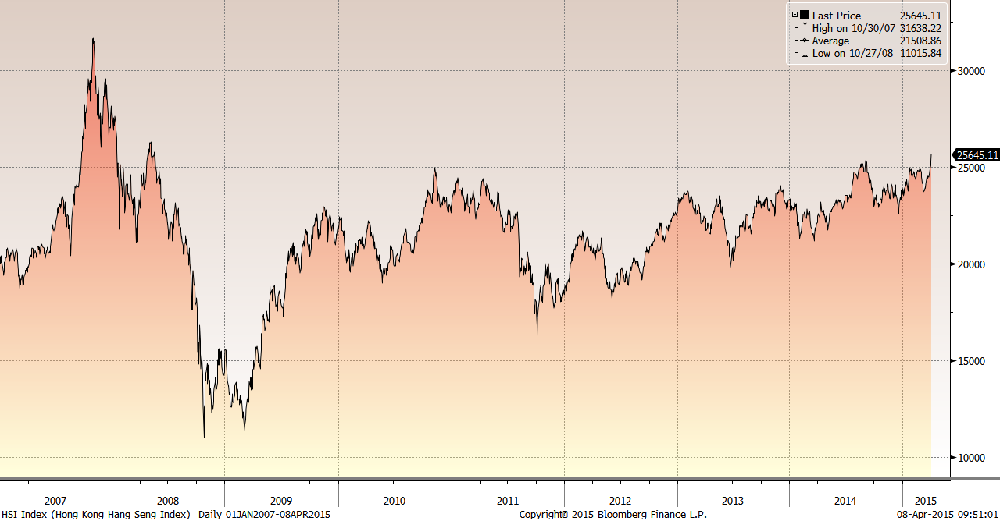 Last Price 25645.11
High on 10/30/07 31638.22
Average 21508.86
Low on 10/27/08 11015.84
30000
25645.11
25000
20000
15000
10000
2007 2008 2009 2010 2011 2012 2013 2014 2015
HSI Index (Hong Kong Hang Seng Index) Daily 01JAN2007-08APR2015 Copyright© 2015 Bloomberg Finance L.P. 08-Apr-2015 09:51:01